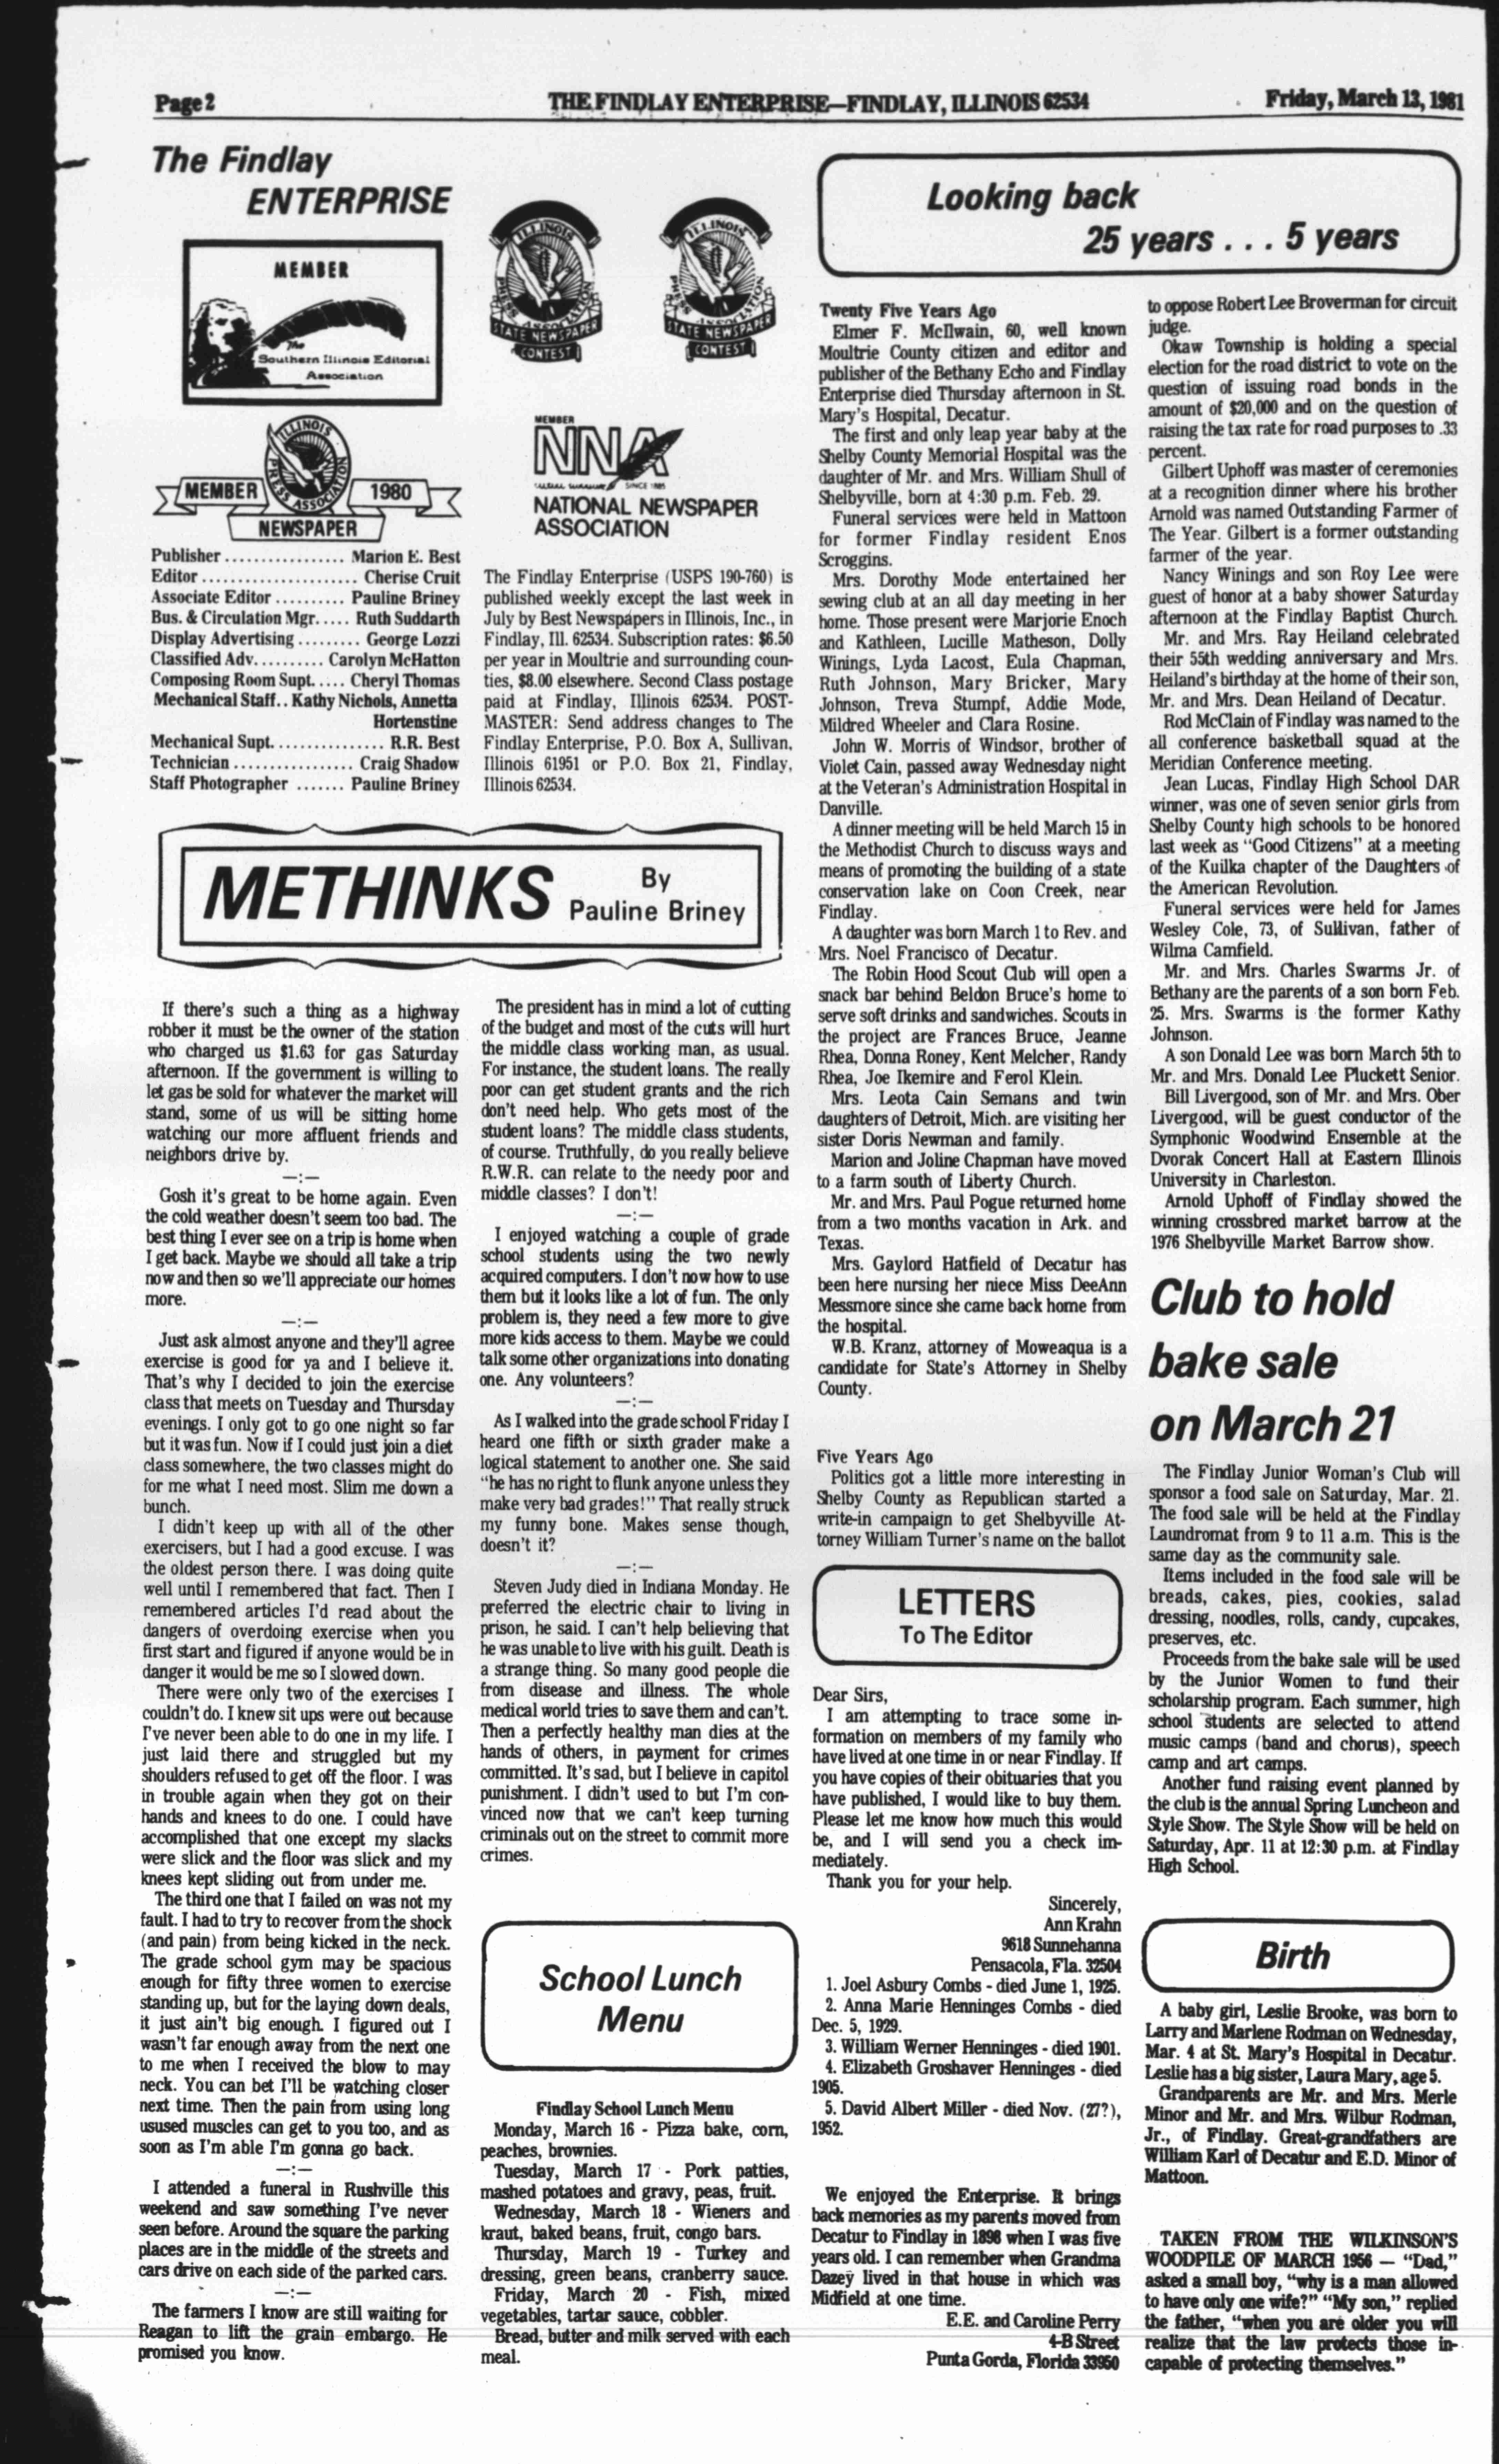 Page 2
THE FINDLAY ENTERPRISE—FINDLAY, ILLINOIS 62534
Friday, March 13, 1981
The Findlay
ENTERPRISE
MEMBER
The
Southern Illinois Editorial
Association
ILLINOIS
PRESS ASSOCIATION
MEMBER
1980
NEWSPAPER
ILLINOIS
PRESS ASSOCIATION
STATE NEWSPAPER
CONTEST
ILLINOIS
PRESS ASSOCIATION
STATE NEWSPAPER
CONTEST
MEMBER
NNA
SINCE 1885
NATIONAL NEWSPAPER
ASSOCIATION
Publisher ................ Marion E. Best
Editor ..................... Cherise Cruit
Associate Editor .......... Pauline Briney
Bus. & Circulation Mgr..... Ruth Suddarth
Display Advertising ......... George Lozzi
Classified Adv.......... Carolyn McHatton
Composing Room Supt..... Cheryl Thomas
Mechanical Staff.. Kathy Nichols, Annetta
Hortenstine
Mechanical Supt................ R.R. Best
Technician ................ Craig Shadow
Staff Photographer ....... Pauline Briney
The Findlay Enterprise (USPS 190-760) is
published weekly except the last week in
July by Best Newspapers in Illinois, Inc., in
Findlay, Ill. 62534. Subscription rates: $6.50
per year in Moultrie and surrounding coun-
ties, $8.00 elsewhere. Second Class postage
paid at Findlay, Illinois 62534. POST-
MASTER: Send address changes to The
Findlay Enterprise, P.O. Box A, Sullivan,
Illinois 61951 or P.O. Box 21, Findlay,
Illinois 62534.
METHINKS
By
Pauline Briney
If there's such a thing as a highway
robber it must be the owner of the station
who charged us $1.63 for gas Saturday
afternoon. If the government is willing to
let gas be sold for whatever the market will
stand, some of us will be sitting home
watching our more affluent friends and
neighbors drive by.
—:—
Gosh it's great to be home again. Even
the cold weather doesn't seem too bad. The
best thing I ever see on a trip is home when
I get back. Maybe we should all take a trip
now and then so we'll appreciate our homes
more.
—:—
Just ask almost anyone and they'll agree
exercise is good for ya and I believe it.
That's why I decided to join the exercise
class that meets on Tuesday and Thursday
evenings. I only got to go one night so far
but it was fun. Now if I could just join a diet
class somewhere, the two classes might do
for me what I need most. Slim me down a
bunch.
I didn't keep up with all of the other
exercisers, but I had a good excuse. I was
the oldest person there. I was doing quite
well until I remembered that fact. Then I
remembered articles I'd read about the
dangers of overdoing exercise when you
first start and figured if anyone would be in
danger it would be me so I slowed down.
There were only two of the exercises I
couldn't do. I knew sit ups were out because
I've never been able to do one in my life. I
just laid there and struggled but my
shoulders refused to get off the floor. I was
in trouble again when they got on their
hands and knees to do one. I could have
accomplished that one except my slacks
were slick and the floor was slick and my
knees kept sliding out from under me.
The third one that I failed on was not my
fault. I had to try to recover from the shock
(and pain) from being kicked in the neck.
The grade school gym may be spacious
enough for fifty three women to exercise
standing up, but for the laying down deals,
it just ain't big enough. I figured out I
wasn't far enough away from the next one
to me when I received the blow to may
neck. You can bet I'll be watching closer
next time. Then the pain from using long
usused muscles can get to you too, and as
soon as I'm able I'm gonna go back.
—:—
I attended a funeral in Rushville this
weekend and saw something I've never
seen before. Around the square the parking
places are in the middle of the streets and
cars drive on each side of the parked cars.
—:—
The farmers I know are still waiting for
Reagan to lift the grain embargo. He
promised you know.
The president has in mind a lot of cutting
of the budget and most of the cuts will hurt
the middle class working man, as usual.
For instance, the student loans. The really
poor can get student grants and the rich
don't need help. Who gets most of the
student loans? The middle class students,
of course. Truthfully, do you really believe
R.W.R. can relate to the needy poor and
middle classes? I don't!
—:—
I enjoyed watching a couple of grade
school students using the two newly
acquired computers. I don't now how to use
them but it looks like a lot of fun. The only
problem is, they need a few more to give
more kids access to them. Maybe we could
talk some other organizations into donating
one. Any volunteers?
—:—
As I walked into the grade school Friday I
heard one fifth or sixth grader make a
logical statement to another one. She said
"he has no right to flunk anyone unless they
make very bad grades!" That really struck
my funny bone. Makes sense though,
doesn't it?
—:—
Steven Judy died in Indiana Monday. He
preferred the electric chair to living in
prison, he said. I can't help believing that
he was unable to live with his guilt. Death is
a strange thing. So many good people die
from disease and illness. The whole
medical world tries to save them and can't.
Then a perfectly healthy man dies at the
hands of others, in payment for crimes
committed. It's sad, but I believe in capitol
punishment. I didn't used to but I'm con-
vinced now that we can't keep turning
criminals out on the street to commit more
crimes.
School Lunch
Menu
Findlay School Lunch Menu
Monday, March 16 - Pizza bake, corn,
peaches, brownies.
Tuesday, March 17 - Pork patties,
mashed potatoes and gravy, peas, fruit.
Wednesday, March 18 - Wieners and
kraut, baked beans, fruit, congo bars.
Thursday, March 19 - Turkey and
dressing, green beans, cranberry sauce.
Friday, March 20 - Fish, mixed
vegetables, tartar sauce, cobbler.
Bread, butter and milk served with each
meal.
Looking back
25 years . . . 5 years
Twenty Five Years Ago
Elmer F. McIlwain, 60, well known
Moultrie County citizen and editor and
publisher of the Bethany Echo and Findlay
Enterprise died Thursday afternoon in St.
Mary's Hospital, Decatur.
The first and only leap year baby at the
Shelby County Memorial Hospital was the
daughter of Mr. and Mrs. William Shull of
Shelbyville, born at 4:30 p.m. Feb. 29.
Funeral services were held in Mattoon
for former Findlay resident Enos
Scroggins.
Mrs. Dorothy Mode entertained her
sewing club at an all day meeting in her
home. Those present were Marjorie Enoch
and Kathleen, Lucille Matheson, Dolly
Winings, Lyda Lacost, Eula Chapman,
Ruth Johnson, Mary Bricker, Mary
Johnson, Treva Stumpf, Addie Mode,
Mildred Wheeler and Clara Rosine.
John W. Morris of Windsor, brother of
Violet Cain, passed away Wednesday night
at the Veteran's Administration Hospital in
Danville.
A dinner meeting will be held March 15 in
the Methodist Church to discuss ways and
means of promoting the building of a state
conservation lake on Coon Creek, near
Findlay.
A daughter was born March 1 to Rev. and
Mrs. Noel Francisco of Decatur.
The Robin Hood Scout Club will open a
snack bar behind Beldon Bruce's home to
serve soft drinks and sandwiches. Scouts in
the project are Frances Bruce, Jeanne
Rhea, Donna Roney, Kent Melcher, Randy
Rhea, Joe Ikemire and Ferol Klein.
Mrs. Leota Cain Semans and twin
daughters of Detroit, Mich. are visiting her
sister Doris Newman and family.
Marion and Joline Chapman have moved
to a farm south of Liberty Church.
Mr. and Mrs. Paul Pogue returned home
from a two months vacation in Ark. and
Texas.
Mrs. Gaylord Hatfield of Decatur has
been here nursing her niece Miss DeeAnn
Messmore since she came back home from
the hospital.
W.B. Kranz, attorney of Moweaqua is a
candidate for State's Attorney in Shelby
County.
Five Years Ago
Politics got a little more interesting in
Shelby County as Republican started a
write-in campaign to get Shelbyville At-
torney William Turner's name on the ballot
to oppose Robert Lee Broverman for circuit
judge.
Okaw Township is holding a special
election for the road district to vote on the
question of issuing road bonds in the
amount of $20,000 and on the question of
raising the tax rate for road purposes to .33
percent.
Gilbert Uphoff was master of ceremonies
at a recognition dinner where his brother
Arnold was named Outstanding Farmer of
The Year. Gilbert is a former outstanding
farmer of the year.
Nancy Winings and son Roy Lee were
guest of honor at a baby shower Saturday
afternoon at the Findlay Baptist Church.
Mr. and Mrs. Ray Heiland celebrated
their 55th wedding anniversary and Mrs.
Heiland's birthday at the home of their son,
Mr. and Mrs. Dean Heiland of Decatur.
Rod McClain of Findlay was named to the
all conference basketball squad at the
Meridian Conference meeting.
Jean Lucas, Findlay High School DAR
winner, was one of seven senior girls from
Shelby County high schools to be honored
last week as "Good Citizens" at a meeting
of the Kuilka chapter of the Daughters of
the American Revolution.
Funeral services were held for James
Wesley Cole, 73, of Sullivan, father of
Wilma Camfield.
Mr. and Mrs. Charles Swarms Jr. of
Bethany are the parents of a son born Feb.
25. Mrs. Swarms is the former Kathy
Johnson.
A son Donald Lee was born March 5th to
Mr. and Mrs. Donald Lee Pluckett Senior.
Bill Livergood, son of Mr. and Mrs. Ober
Livergood, will be guest conductor of the
Symphonic Woodwind Ensemble at the
Dvorak Concert Hall at Eastern Illinois
University in Charleston.
Arnold Uphoff of Findlay showed the
winning crossbred market barrow at the
1976 Shelbyville Market Barrow show.
LETTERS
To The Editor
Dear Sirs,
I am attempting to trace some in-
formation on members of my family who
have lived at one time in or near Findlay. If
you have copies of their obituaries that you
have published, I would like to buy them.
Please let me know how much this would
be, and I will send you a check im-
mediately.
Thank you for your help.
Sincerely,
Ann Krahn
9618 Sunnehanna
Pensacola, Fla. 32504
1. Joel Asbury Combs - died June 1, 1925.
2. Anna Marie Henninges Combs - died
Dec. 5, 1929.
3. William Werner Henninges - died 1901.
4. Elizabeth Groshaver Henninges - died
1905.
5. David Albert Miller - died Nov. (27?),
1952.
We enjoyed the Enterprise. It brings
back memories as my parents moved from
Decatur to Findlay in 1898 when I was five
years old. I can remember when Grandma
Dazey lived in that house in which was
Midfield at one time.
E.E. and Caroline Perry
4-B Street
Punta Gorda, Florida 33950
Club to hold
bake sale
on March 21
The Findlay Junior Woman's Club will
sponsor a food sale on Saturday, Mar. 21.
The food sale will be held at the Findlay
Laundromat from 9 to 11 a.m. This is the
same day as the community sale.
Items included in the food sale will be
breads, cakes, pies, cookies, salad
dressing, noodles, rolls, candy, cupcakes,
preserves, etc.
Proceeds from the bake sale will be used
by the Junior Women to fund their
scholarship program. Each summer, high
school students are selected to attend
music camps (band and chorus), speech
camp and art camps.
Another fund raising event planned by
the club is the annual Spring Luncheon and
Style Show. The Style Show will be held on
Saturday, Apr. 11 at 12:30 p.m. at Findlay
High School.
Birth
A baby girl, Leslie Brooke, was born to
Larry and Marlene Rodman on Wednesday,
Mar. 4 at St. Mary's Hospital in Decatur.
Leslie has a big sister, Laura Mary, age 5.
Grandparents are Mr. and Mrs. Merle
Minor and Mr. and Mrs. Wilbur Rodman,
Jr., of Findlay. Great-grandfathers are
William Karl of Decatur and E.D. Minor of
Mattoon.
TAKEN FROM THE WILKINSON'S
WOODPILE OF MARCH 1956 — "Dad,"
asked a small boy, "why is a man allowed
to have only one wife?" "My son," replied
the father, "when you are older you will
realize that the law protects those in-
capable of protecting themselves."